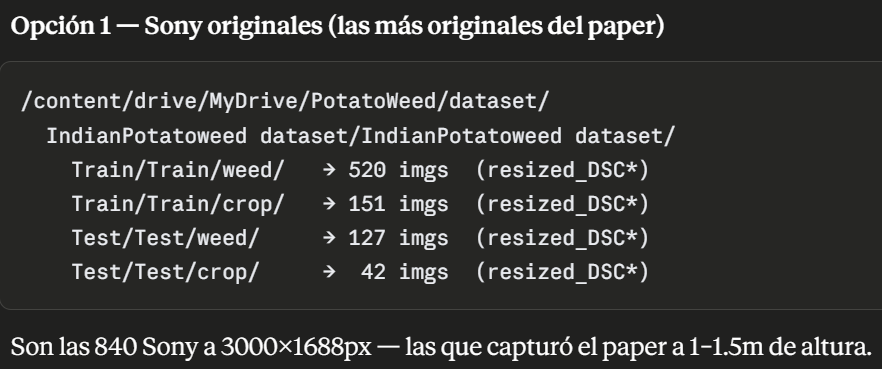 Opción 1 — Sony originales (las más originales del paper)
/content/drive/MyDrive/PotatoWeed/dataset/
IndianPotatoweed dataset/IndianPotatoweed dataset/
Train/Train/weed/ → 520 imgs (resized_DSC*)
Train/Train/crop/ → 151 imgs (resized_DSC*)
Test/Test/weed/ → 127 imgs (resized_DSC*)
Test/Test/crop/ → 42 imgs (resized_DSC*)
Son las 840 Sony a 3000×1688px — las que capturó el paper a 1–1.5m de altura.